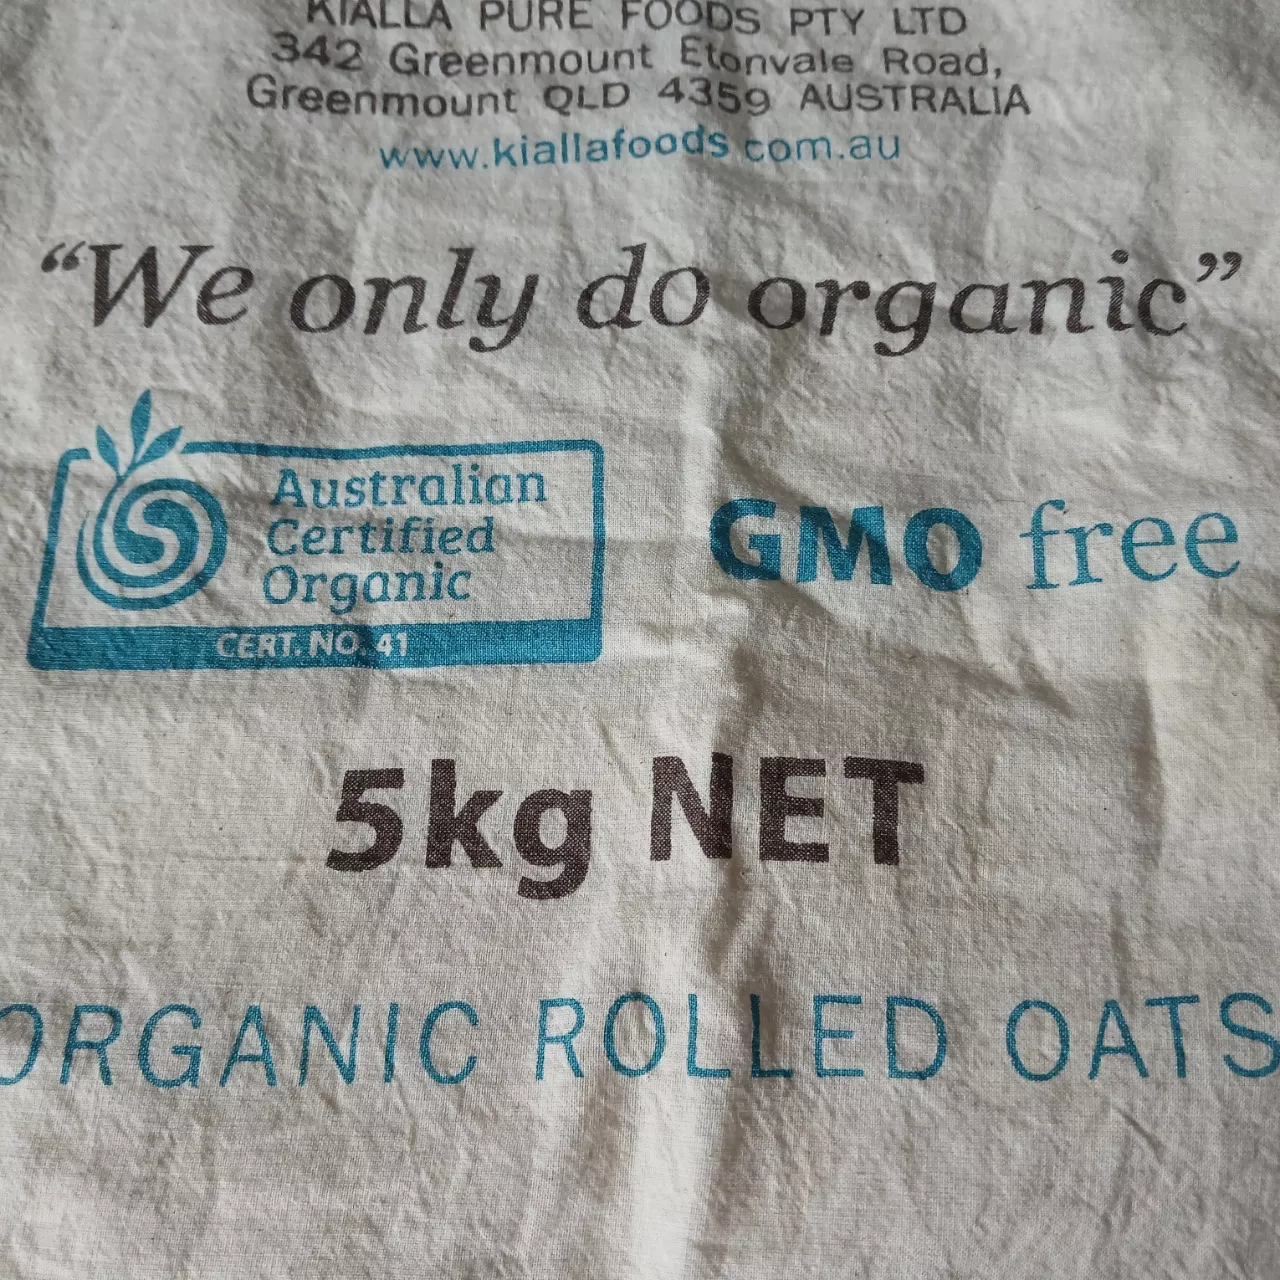 KIALLA PURE FOODS PTY LTD
342 Greenmount Etonvale Road,
Greenmount QLD 4359 AUSTRALIA
www.kiallafoods.com.au
“We only do organic”
Australian
Certified
Organic
CERT. NO. 41
GMO free
5kg NET
ORGANIC ROLLED OATS